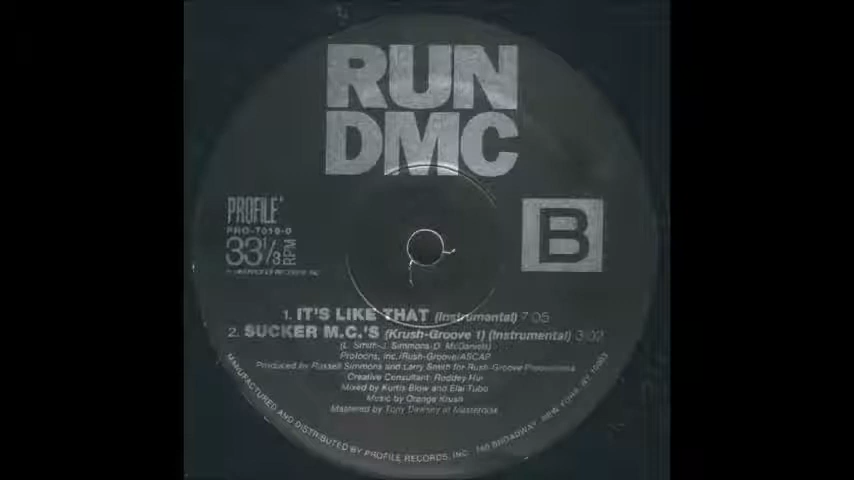 RUN
DMC
PROFILE
PRO-7019-
33⅓
RPM
B
1. IT'S LIKE THAT (Instrumental) 7:05
2. SUCKER M.C.'S (Krush-Groove 1) (Instrumental) 3:02
(L. Smith-J. Simmons-D. McDaniels)
Protoons, Inc./Rush-Groove/ASCAP
Produced by Russell Simmons and Larry Smith for Rush-Groove Productions
Creative Consultant: Roddey Hui
Mixed by Kurtis Blow and Elai Tubo
Music by Orange Krush
Mastered by Tony Dawsey at Masterdisk
MANUFACTURED AND DISTRIBUTED BY PROFILE RECORDS, INC. 740 BROADWAY, NEW YORK, NY 10003